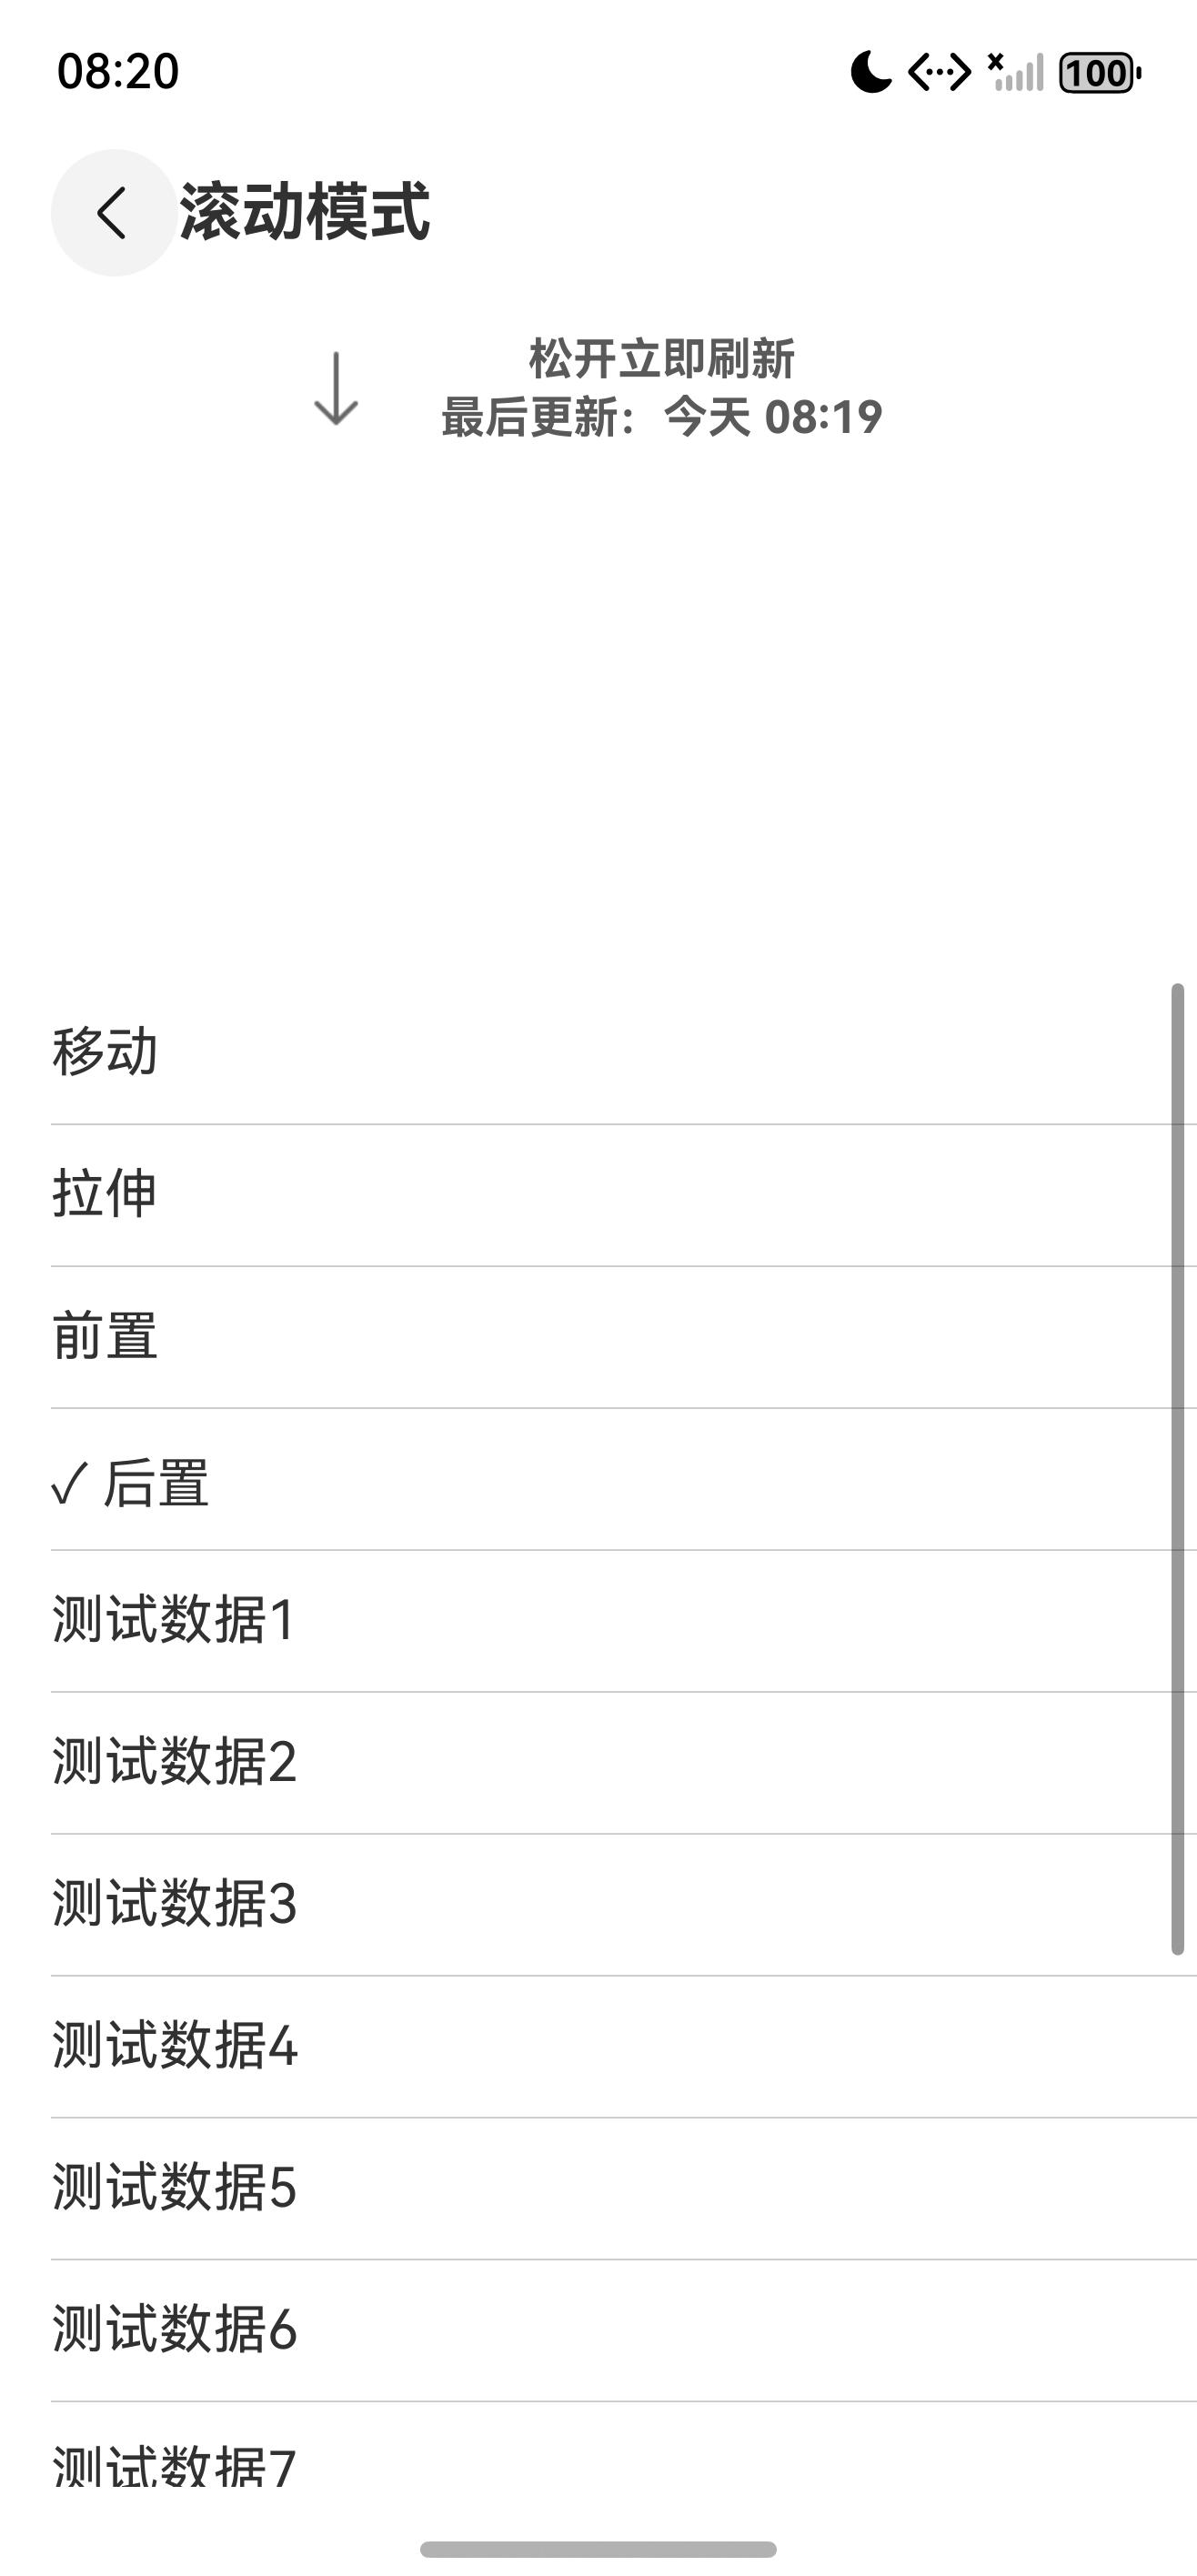 08:20
100
滚动模式
松开立即刷新
最后更新：今天 08:19
移动
拉伸
前置
✓ 后置
测试数据1
测试数据2
测试数据3
测试数据4
测试数据5
测试数据6
测试数据7